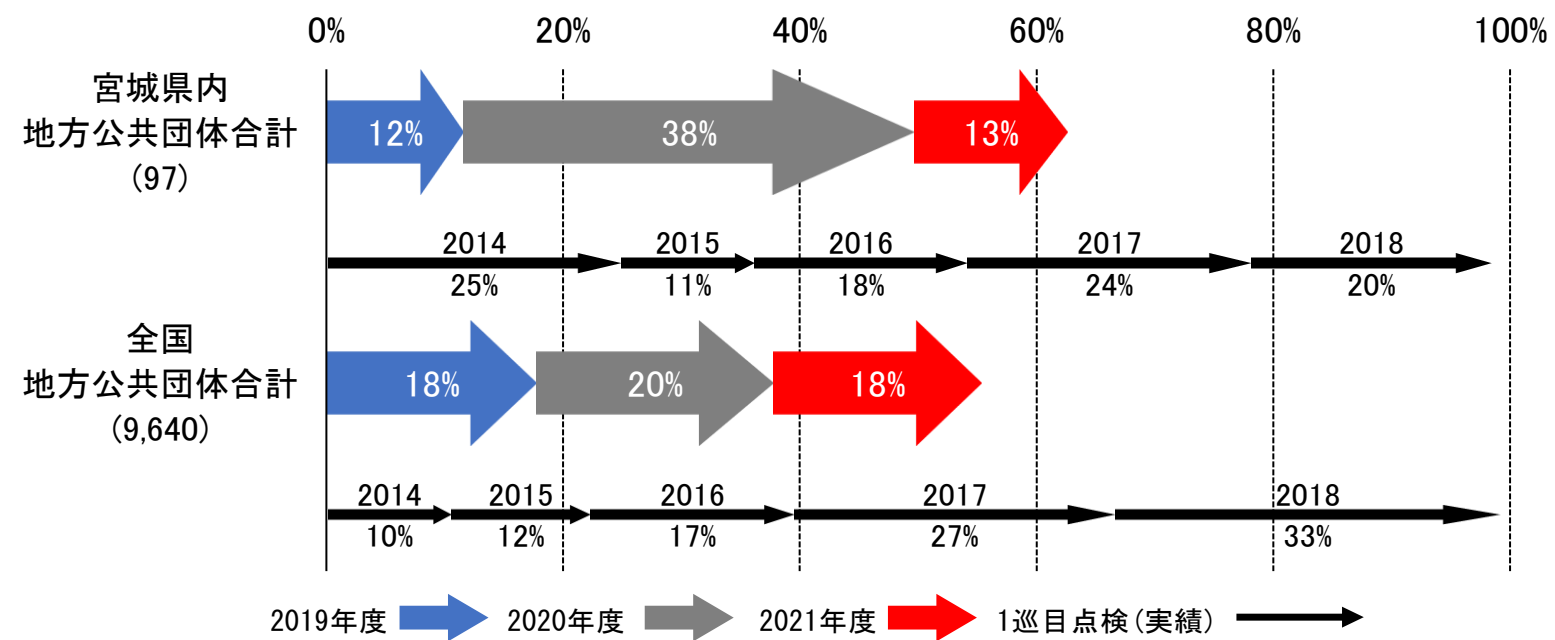 0% 20% 40% 60% 80% 100%
宮城県内
地方公共団体合計
(97)
12% 38% 13%
2014 2015 2016 2017 2018
25% 11% 18% 24% 20%
全国
地方公共団体合計
(9,640)
18% 20% 18%
2014 2015 2016 2017 2018
10% 12% 17% 27% 33%
2019年度 2020年度 2021年度 1巡目点検(実績)